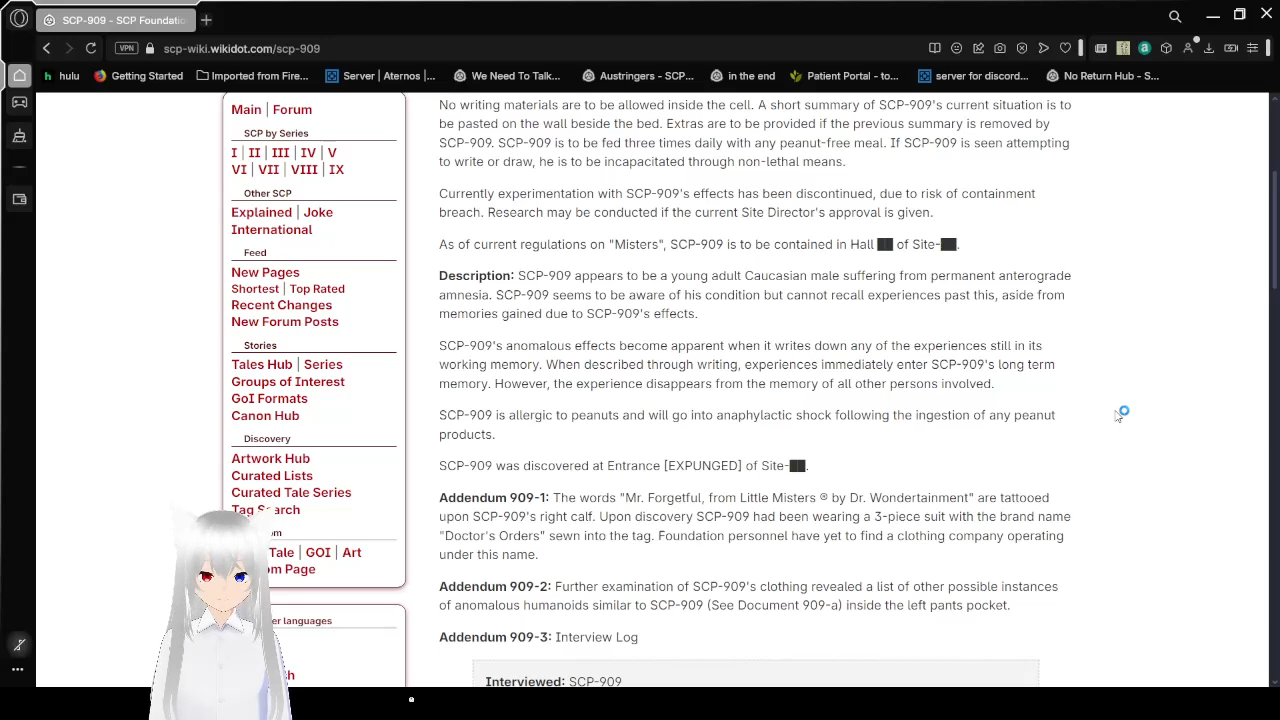 SCP-909 - SCP Foundatio
scp-wiki.wikidot.com/scp-909
VPN
hulu
Getting Started
Imported from Fire...
Server | Aternos |...
We Need To Talk...
Austringers - SCP...
in the end
Patient Portal - to...
server for discord...
No Return Hub - S...
Main | Forum
SCP by Series
I | II | III | IV | V
VI | VII | VIII | IX
Other SCP
Explained | Joke
International
Feed
New Pages
Shortest | Top Rated
Recent Changes
New Forum Posts
Stories
Tales Hub | Series
Groups of Interest
GoI Formats
Canon Hub
Discovery
Artwork Hub
Curated Lists
Curated Tale Series
Tag Search
Tale | GOI | Art
Page
languages
No writing materials are to be allowed inside the cell. A short summary of SCP-909's current situation is to
be pasted on the wall beside the bed. Extras are to be provided if the previous summary is removed by
SCP-909. SCP-909 is to be fed three times daily with any peanut-free meal. If SCP-909 is seen attempting
to write or draw, he is to be incapacitated through non-lethal means.
Currently experimentation with SCP-909's effects has been discontinued, due to risk of containment
breach. Research may be conducted if the current Site Director's approval is given.
As of current regulations on "Misters", SCP-909 is to be contained in Hall ██ of Site-██.
Description: SCP-909 appears to be a young adult Caucasian male suffering from permanent anterograde
amnesia. SCP-909 seems to be aware of his condition but cannot recall experiences past this, aside from
memories gained due to SCP-909's effects.
SCP-909's anomalous effects become apparent when it writes down any of the experiences still in its
working memory. When described through writing, experiences immediately enter SCP-909's long term
memory. However, the experience disappears from the memory of all other persons involved.
SCP-909 is allergic to peanuts and will go into anaphylactic shock following the ingestion of any peanut
products.
SCP-909 was discovered at Entrance [EXPUNGED] of Site-██.
Addendum 909-1: The words "Mr. Forgetful, from Little Misters ® by Dr. Wondertainment" are tattooed
upon SCP-909's right calf. Upon discovery SCP-909 had been wearing a 3-piece suit with the brand name
"Doctor's Orders" sewn into the tag. Foundation personnel have yet to find a clothing company operating
under this name.
Addendum 909-2: Further examination of SCP-909's clothing revealed a list of other possible instances
of anomalous humanoids similar to SCP-909 (See Document 909-a) inside the left pants pocket.
Addendum 909-3: Interview Log
Interviewed: SCP-909